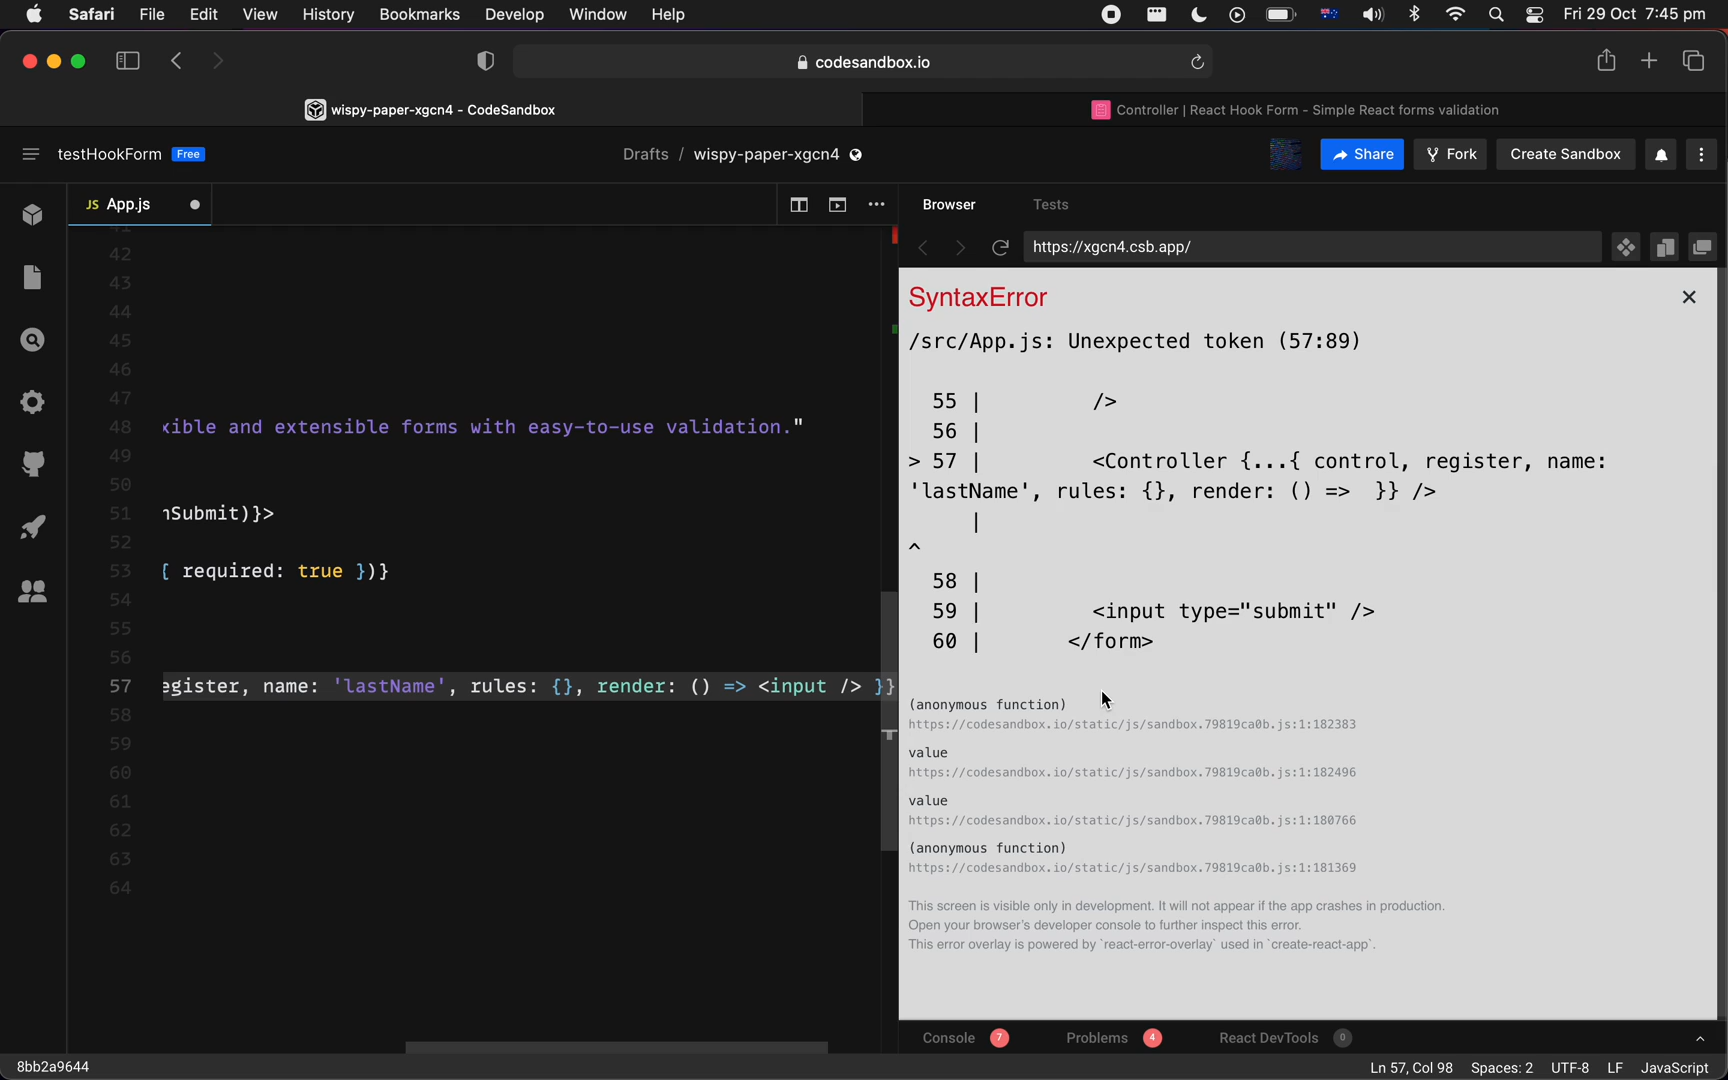 Safari File Edit View History Bookmarks Develop Window Help Fri 29 Oct 7:45 pm
codesandbox.io
wispy-paper-xgcn4 - CodeSandbox
Controller | React Hook Form - Simple React forms validation
testHookForm Free
Drafts / wispy-paper-xgcn4
Share
Fork
Create Sandbox
JS App.js
Browser Tests
https://xgcn4.csb.app/
41
42
43
44
45
46
47
48 xible and extensible forms with easy-to-use validation."
49
50
51 nSubmit)}>
52
53 { required: true })}
54
55
56
57 egister, name: 'lastName', rules: {}, render: () => <input /> }}
58
59
60
61
62
63
64
SyntaxError
/src/App.js: Unexpected token (57:89)
55 | />
56 |
> 57 | <Controller {...{ control, register, name:
'lastName', rules: {}, render: () => }} />
|
^
58 |
59 | <input type="submit" />
60 | </form>
(anonymous function)
https://codesandbox.io/static/js/sandbox.79819ca0b.js:1:182383
value
https://codesandbox.io/static/js/sandbox.79819ca0b.js:1:182496
value
https://codesandbox.io/static/js/sandbox.79819ca0b.js:1:180766
(anonymous function)
https://codesandbox.io/static/js/sandbox.79819ca0b.js:1:181369
This screen is visible only in development. It will not appear if the app crashes in production.
Open your browser's developer console to further inspect this error.
This error overlay is powered by `react-error-overlay` used in `create-react-app`.
Console 7 Problems 4 React DevTools 0
8bb2a9644
Ln 57, Col 98 Spaces: 2 UTF-8 LF JavaScript